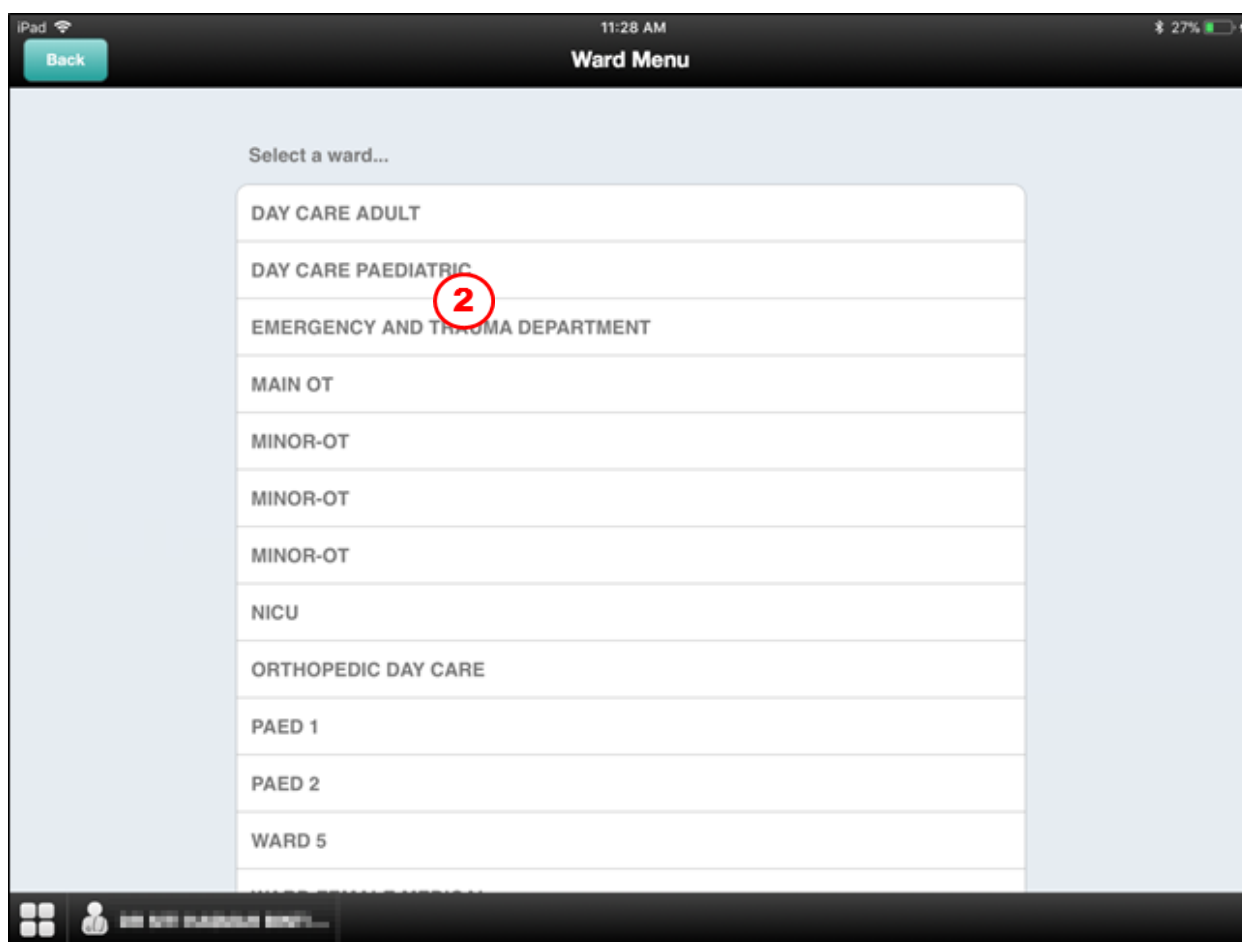 iPad 11:28 AM 27%
Back Ward Menu
Select a ward...
DAY CARE ADULT
DAY CARE PAEDIATRIC
2
EMERGENCY AND TRAUMA DEPARTMENT
MAIN OT
MINOR-OT
MINOR-OT
MINOR-OT
NICU
ORTHOPEDIC DAY CARE
PAED 1
PAED 2
WARD 5